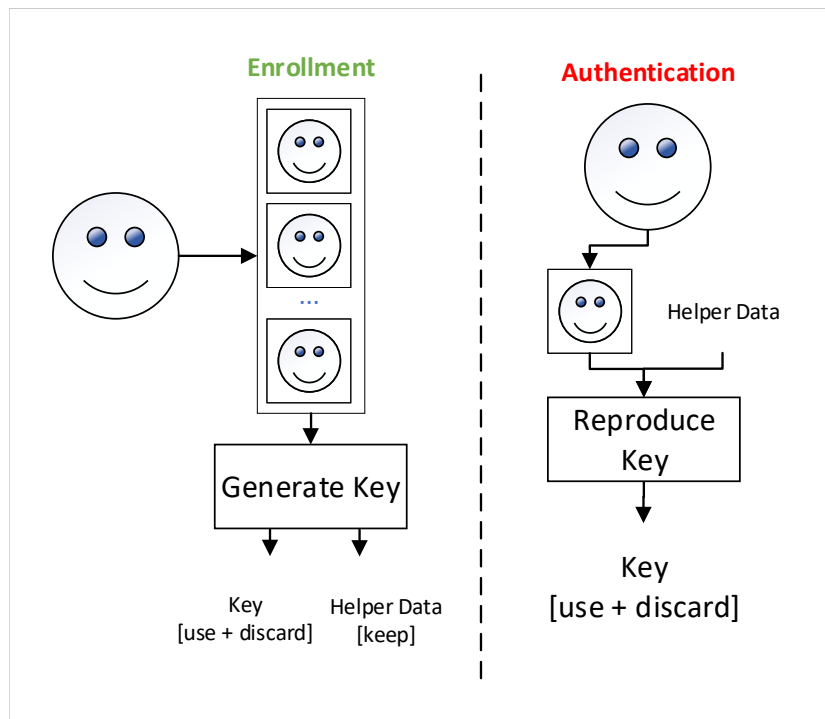 Enrollment
...
Generate Key
Key
[use + discard]
Helper Data
[keep]
Authentication
Helper Data
Reproduce
Key
Key
[use + discard]